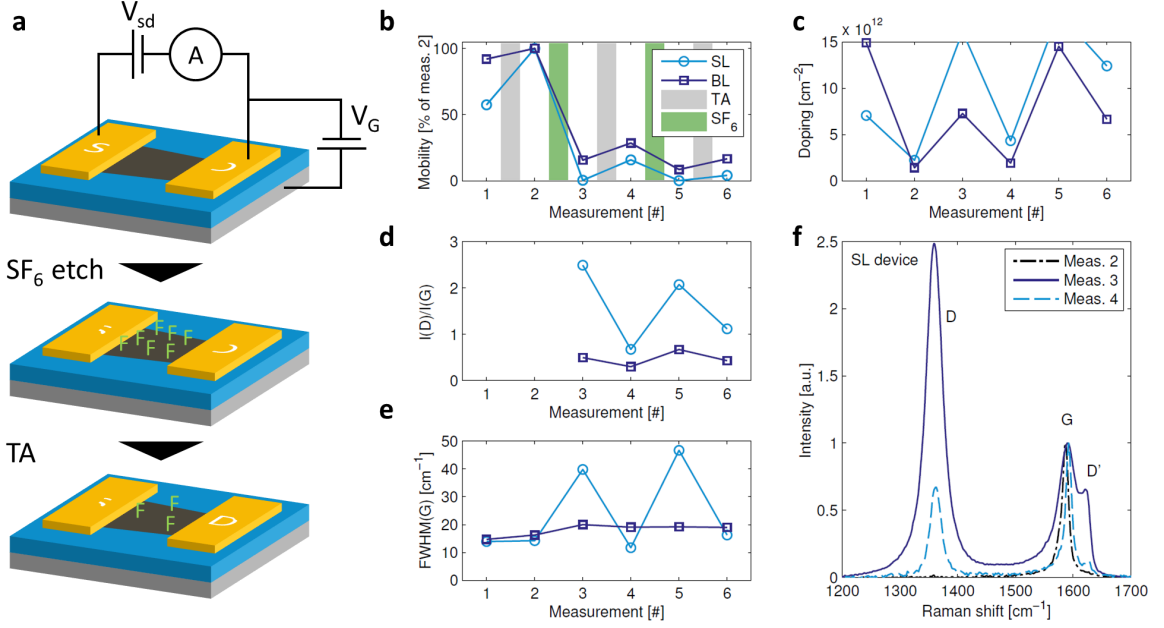 a
V_sd
A
V_G
S
SF₆ etch
F F F F
F F F F
TA
F F
F F
D
b
Mobility [% of meas. 2]
100%
50
0
1 2 3 4 5 6
Measurement [#]
SL
BL
TA
SF₆
c
x 10¹²
Doping [cm⁻²]
15
10
5
0
1 2 3 4 5 6
Measurement [#]
d
I(D)/I(G)
3
2
1
0
1 2 3 4 5 6
Measurement [#]
e
FWHM(G) [cm⁻¹]
50
40
30
20
10
0
1 2 3 4 5 6
Measurement [#]
f
SL device
Meas. 2
Meas. 3
Meas. 4
D
G
D'
Intensity [a.u.]
2.5
2
1.5
1
0.5
0
1200 1300 1400 1500 1600 1700
Raman shift [cm⁻¹]